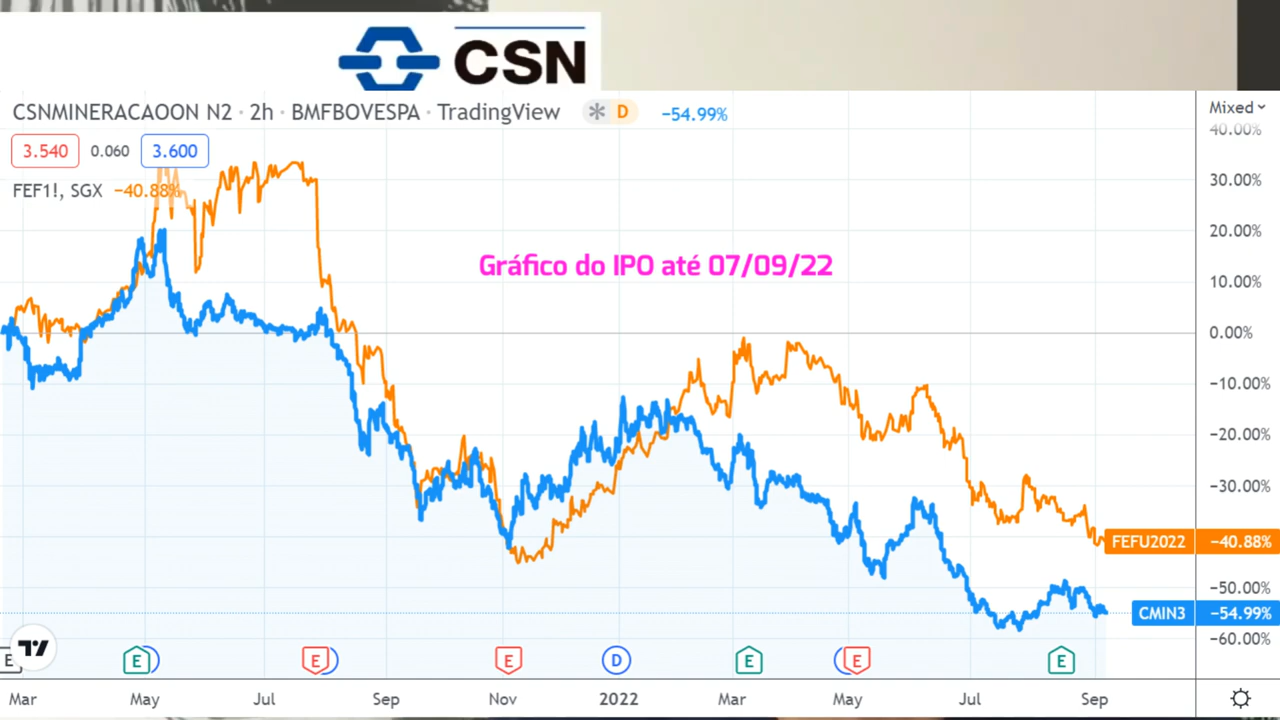 CSN
CSNMINERACAOON N2 · 2h · BMFBOVESPA · TradingView * D −54.99%
Mixed
40.00%
3.540 0.060 3.600
FEF1!, SGX −40.88%
30.00%
20.00%
Gráfico do IPO até 07/09/22
10.00%
0.00%
−10.00%
−20.00%
−30.00%
FEFU2022 −40.88%
−50.00%
CMIN3 −54.99%
−60.00%
E E E E D E E E
Mar May Jul Sep Nov 2022 Mar May Jul Sep